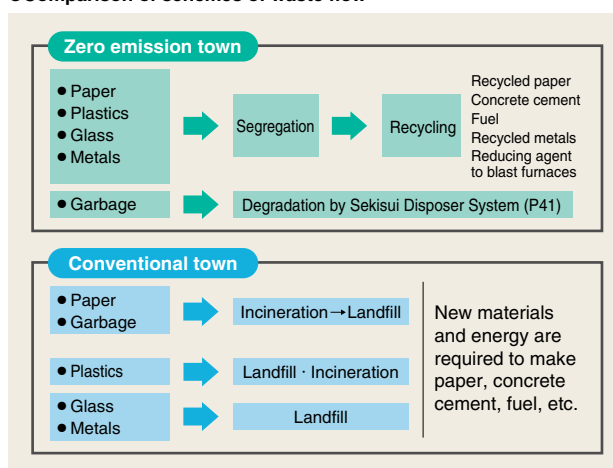 Zero emission town
● Paper
● Plastics
● Glass
● Metals
Segregation
Recycling
Recycled paper
Concrete cement
Fuel
Recycled metals
Reducing agent
to blast furnaces
● Garbage
Degradation by Sekisui Disposer System (P41)
Conventional town
● Paper
● Garbage
Incineration→Landfill
● Plastics
Landfill · Incineration
● Glass
● Metals
Landfill
New materials
and energy are
required to make
paper, concrete
cement, fuel, etc.